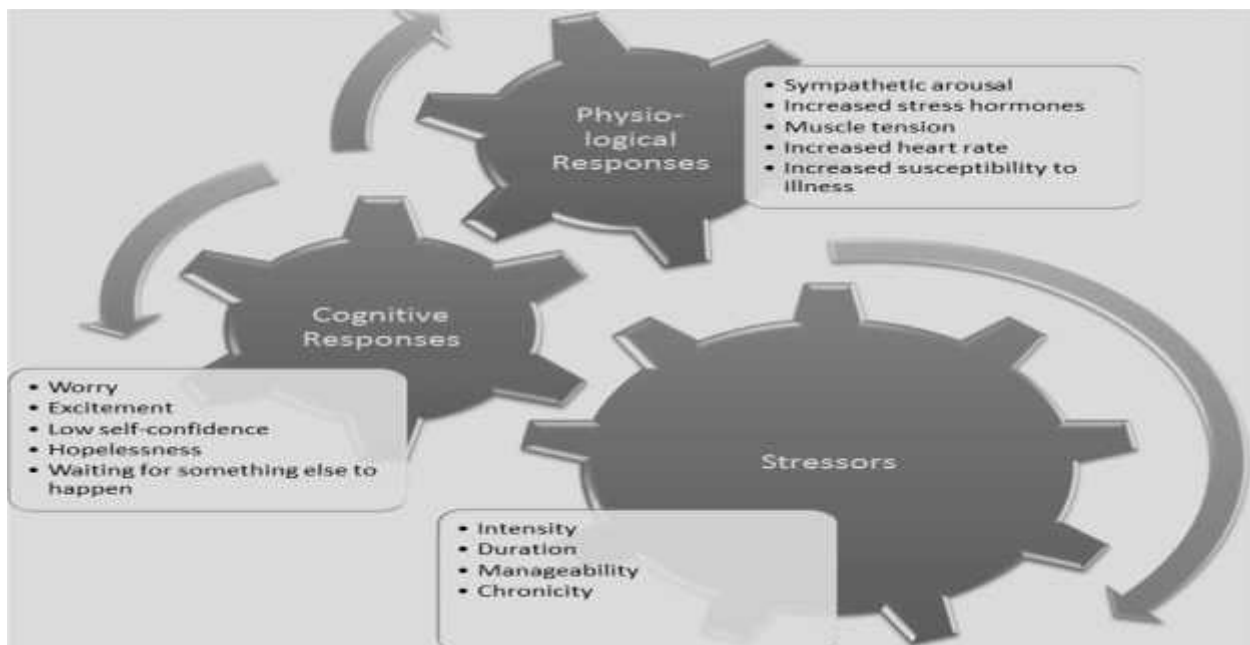 Physio-
logical
Responses
• Sympathetic arousal
• Increased stress hormones
• Muscle tension
• Increased heart rate
• Increased susceptibility to
illness
Cognitive
Responses
• Worry
• Excitement
• Low self-confidence
• Hopelessness
• Waiting for something else to
happen
Stressors
• Intensity
• Duration
• Manageability
• Chronicity